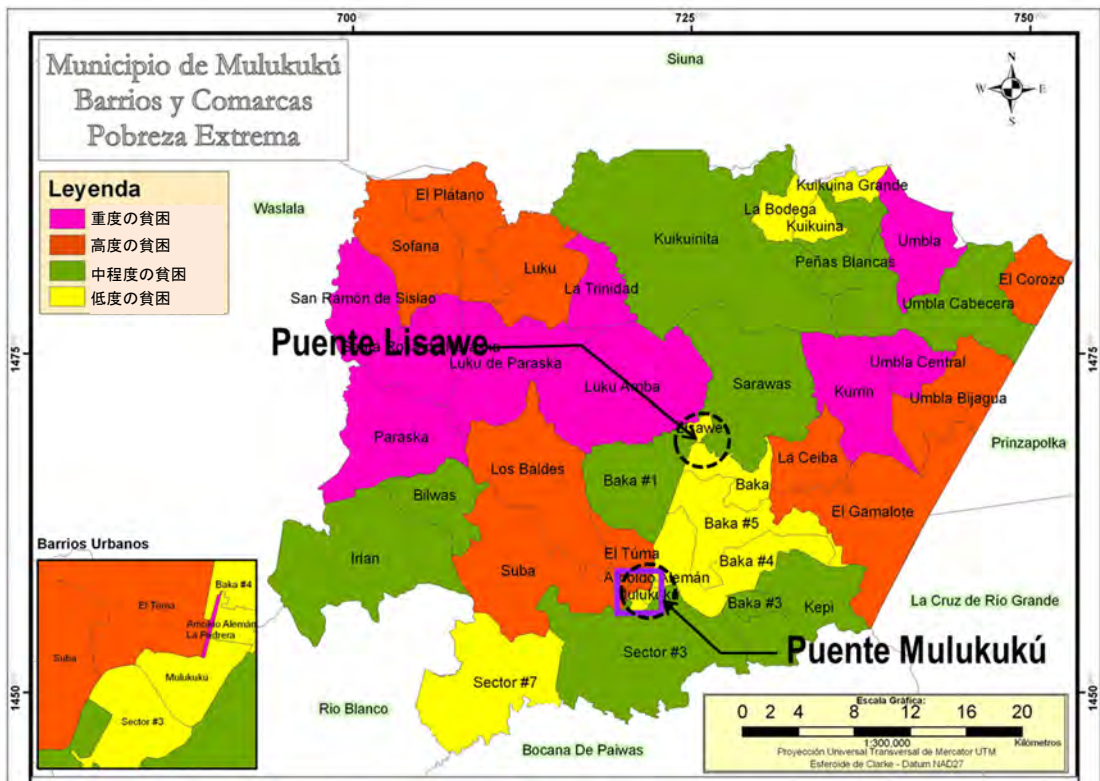 700
725
750
Municipio de Mulukukú
Barrios y Comarcas
Pobreza Extrema
Siuna
N
W
E
S
Leyenda
重度の貧困
高度の貧困
中程度の貧困
低度の貧困
Waslala
El Plátano
Sofana
Luku
La Trinidad
San Ramón de Sislao
Kuikuinita
Kuikuina Grande
La Bodega
Kuikuina
Peñas Blancas
Umbla
El Corozo
Umbla Cabecera
1475
1475
Puente Lisawe
Luku de Paraska
Luku Arriba
Sarawas
Umbla Central
Kurrin
Umbla Bijagua
Paraska
Lisawe
Prinzapolka
Los Baldes
La Ceiba
Bilwas
Baka #1
Baka
El Gamalote
Baka #5
Irlan
Suba
El Túma
Baka #4
Arnoldo Alemán
Mulukukú
Baka #3
Kepi
La Cruz de Rio Grande
Sector #3
Puente Mulukukú
Sector #7
Rio Blanco
Bocana De Paiwas
1450
1450
Barrios Urbanos
Baka #4
El Toma
Arnoldo Alemán
La Pedrera
Suba
Mulukuku
Sector #3
Escala Gráfica:
0 2 4 8 12 16 20
1:300,000
Kilómetros
Proyección Universal Transversal de Mercator UTM
Esferoide de Clarke - Datum NAD27